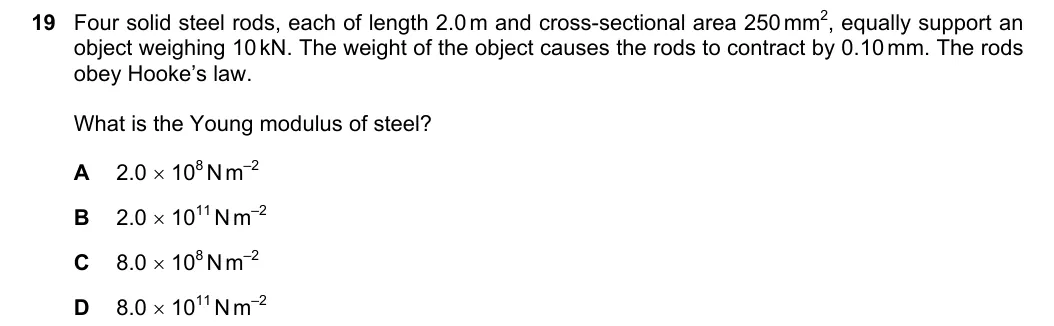 19 Four solid steel rods, each of length 2.0 m and cross-sectional area 250 mm², equally support an
object weighing 10 kN. The weight of the object causes the rods to contract by 0.10 mm. The rods
obey Hooke’s law.
What is the Young modulus of steel?
A 2.0 × 10⁸ N m⁻²
B 2.0 × 10¹¹ N m⁻²
C 8.0 × 10⁸ N m⁻²
D 8.0 × 10¹¹ N m⁻²